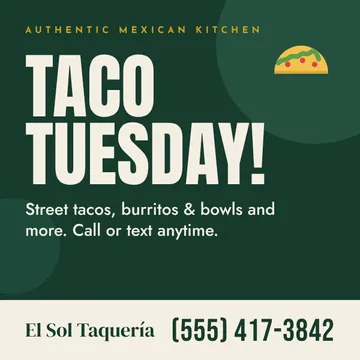 AUTHENTIC MEXICAN KITCHEN
TACO
TUESDAY!
Street tacos, burritos & bowls and
more. Call or text anytime.
El Sol Taquería
(555) 417-3842